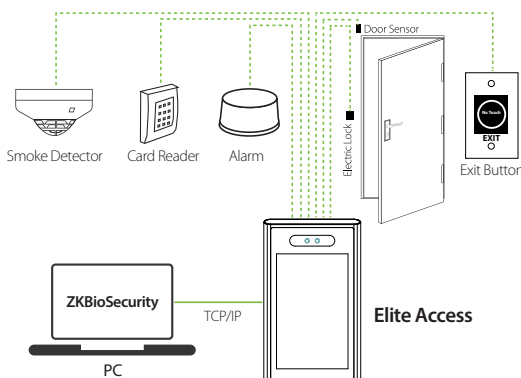 Door Sensor
Electric Lock
No Touch
EXIT
Smoke Detector
Card Reader
Alarm
Exit Button
ZKBioSecurity
TCP/IP
Elite Access
PC